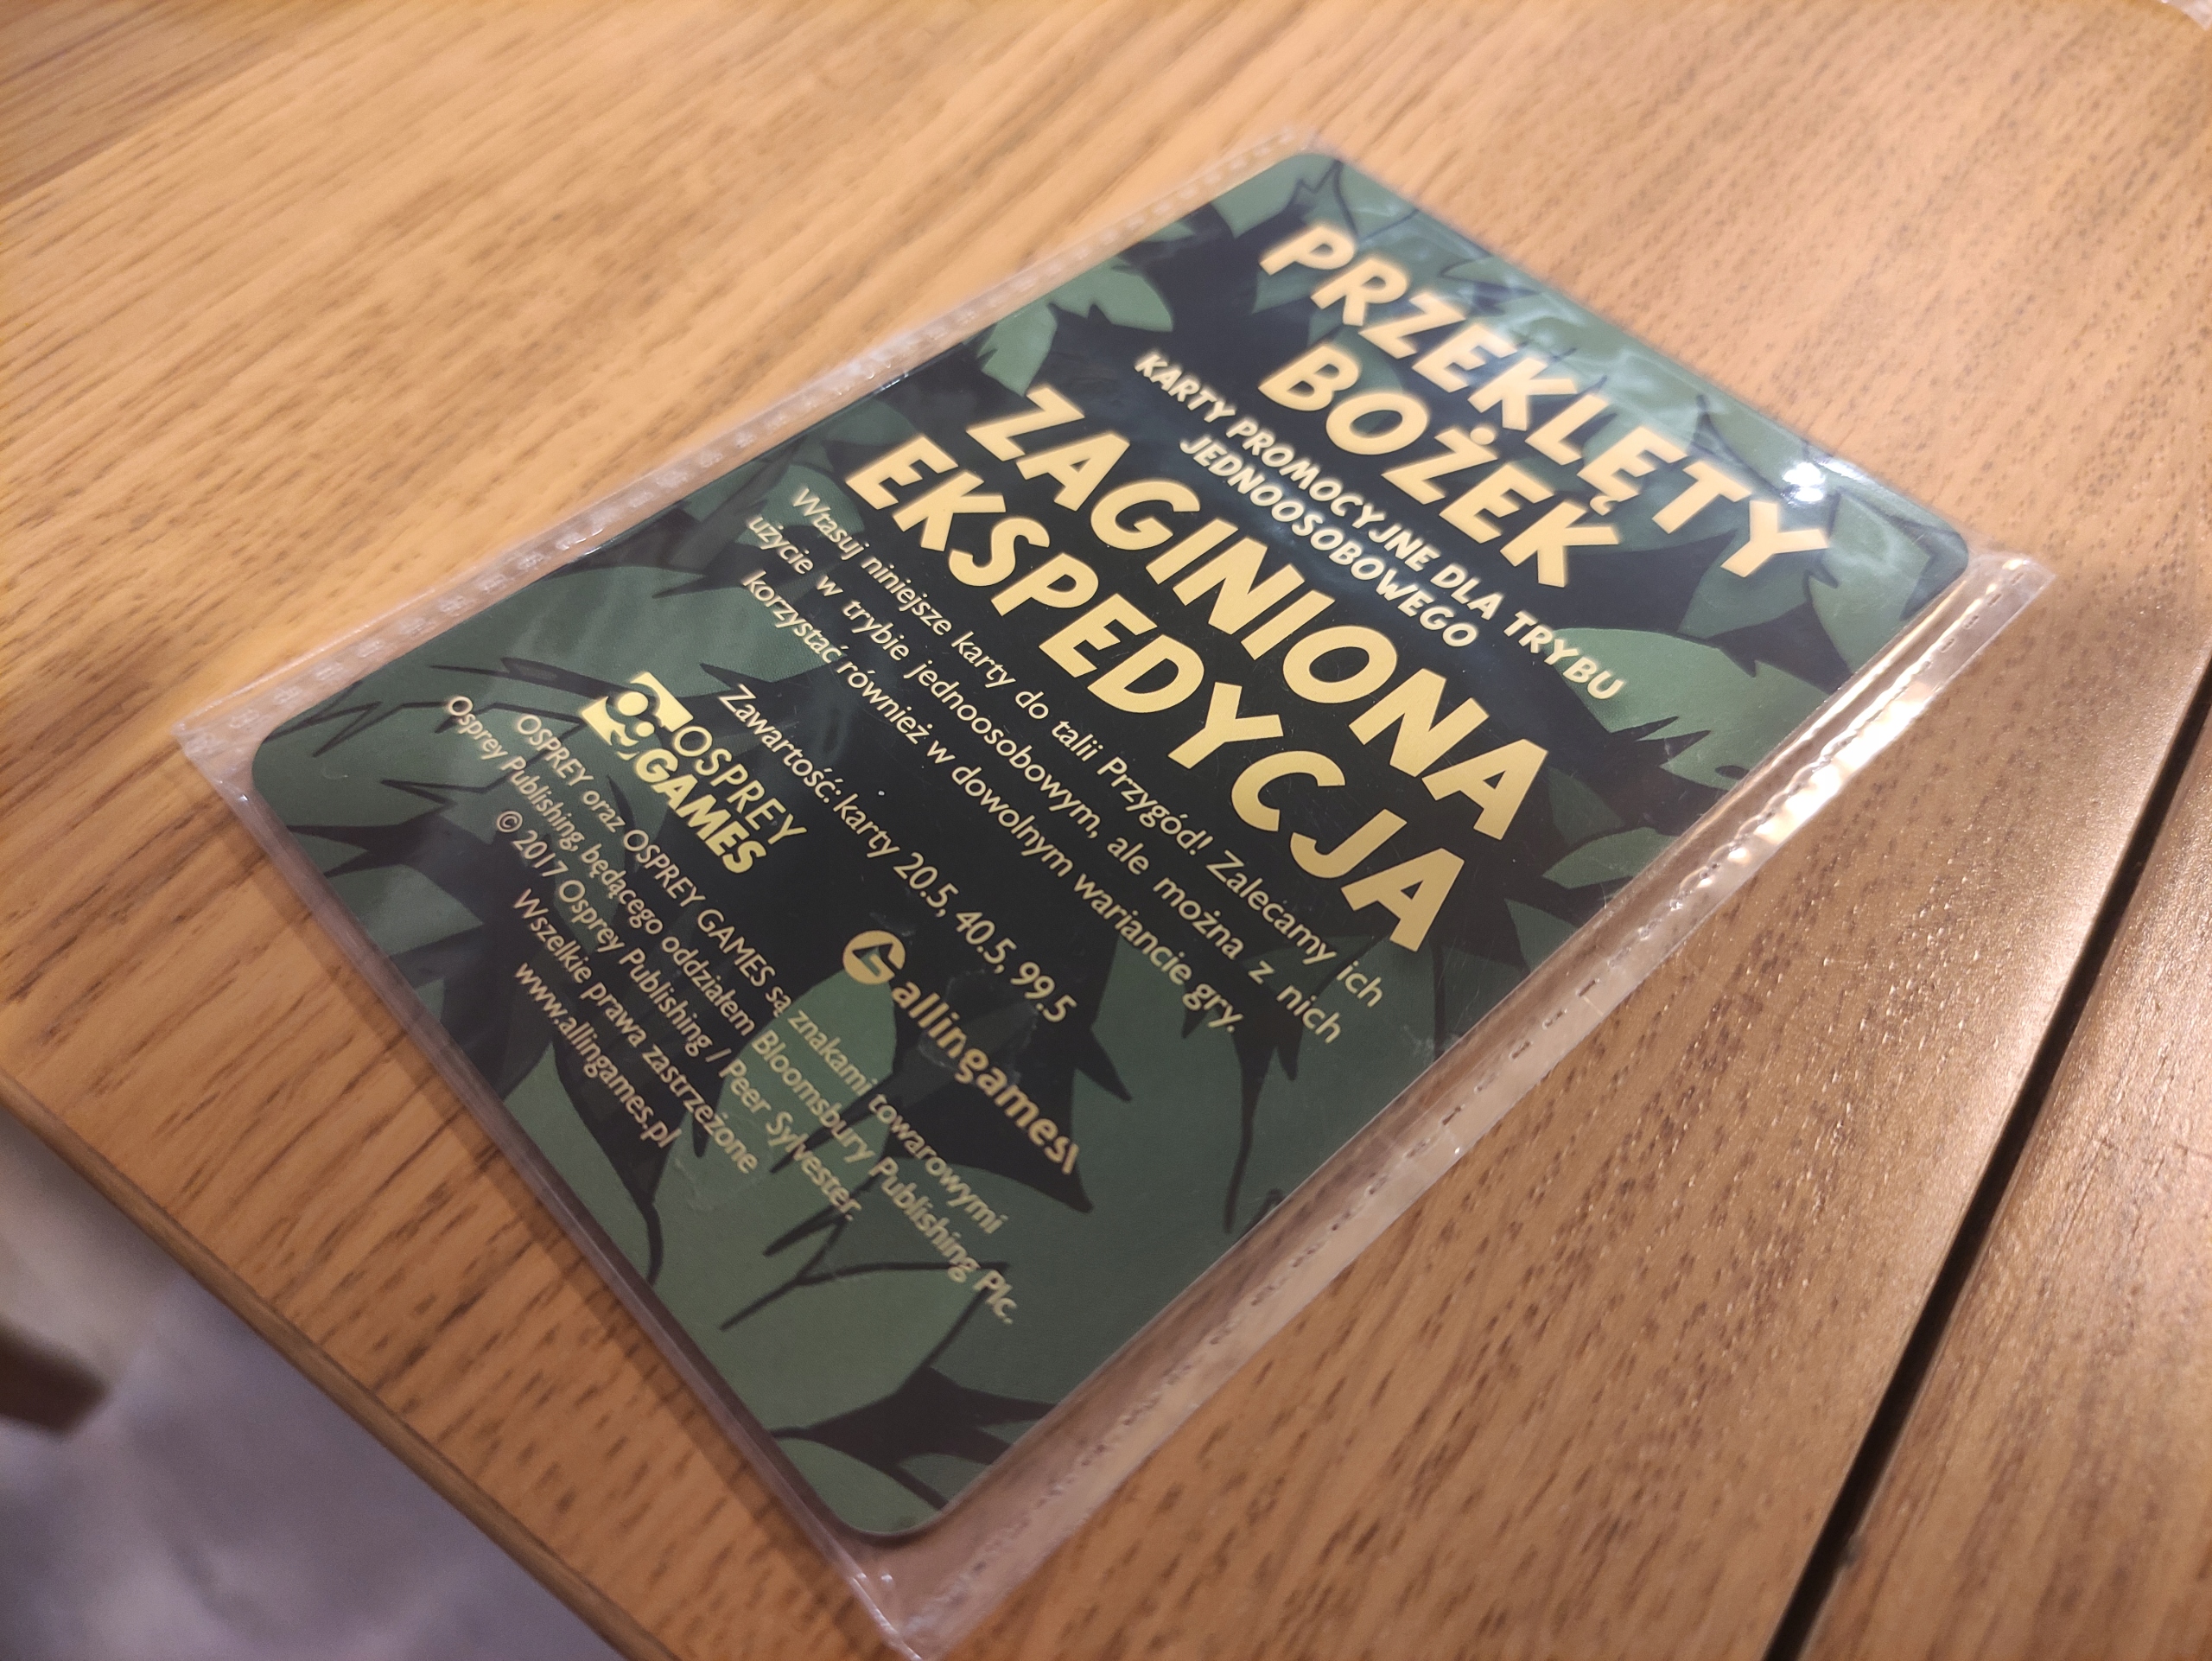 PRZEKLĘTY
BOŻEK
KARTY PROMOCYJNE DLA TRYBU
JEDNOOSOBOWEGO
ZAGINIONA
EKSPEDYCJA
Wtasuj niniejsze karty do talii Przygód! Zalecamy ich
użycie w trybie jednoosobowym, ale można z nich
korzystać również w dowolnym wariancie gry.
Zawartość: karty 20.5, 40.5, 99.5
OSPREY
GAMES
allingames!
OSPREY oraz OSPREY GAMES są znakami towarowymi
Osprey Publishing będącego oddziałem Bloomsbury Publishing Plc.
© 2017 Osprey Publishing / Peer Sylvester.
Wszelkie prawa zastrzeżone
www.allingames.pl